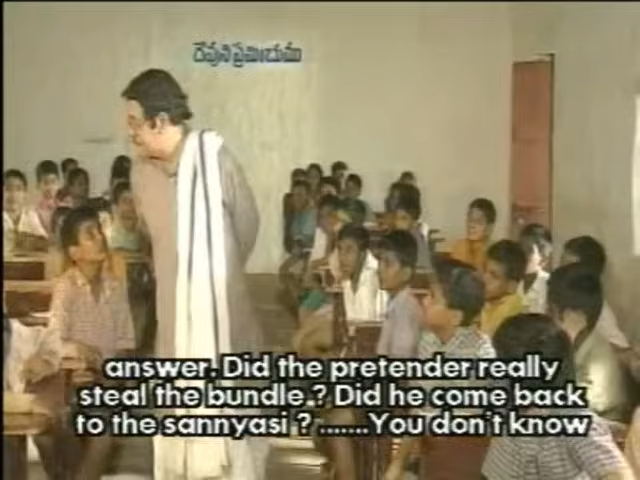 దేవుని ప్రేమించుము
answer. Did the pretender really
steal the bundle.? Did he come back
to the sannyasi ? .......You don't know